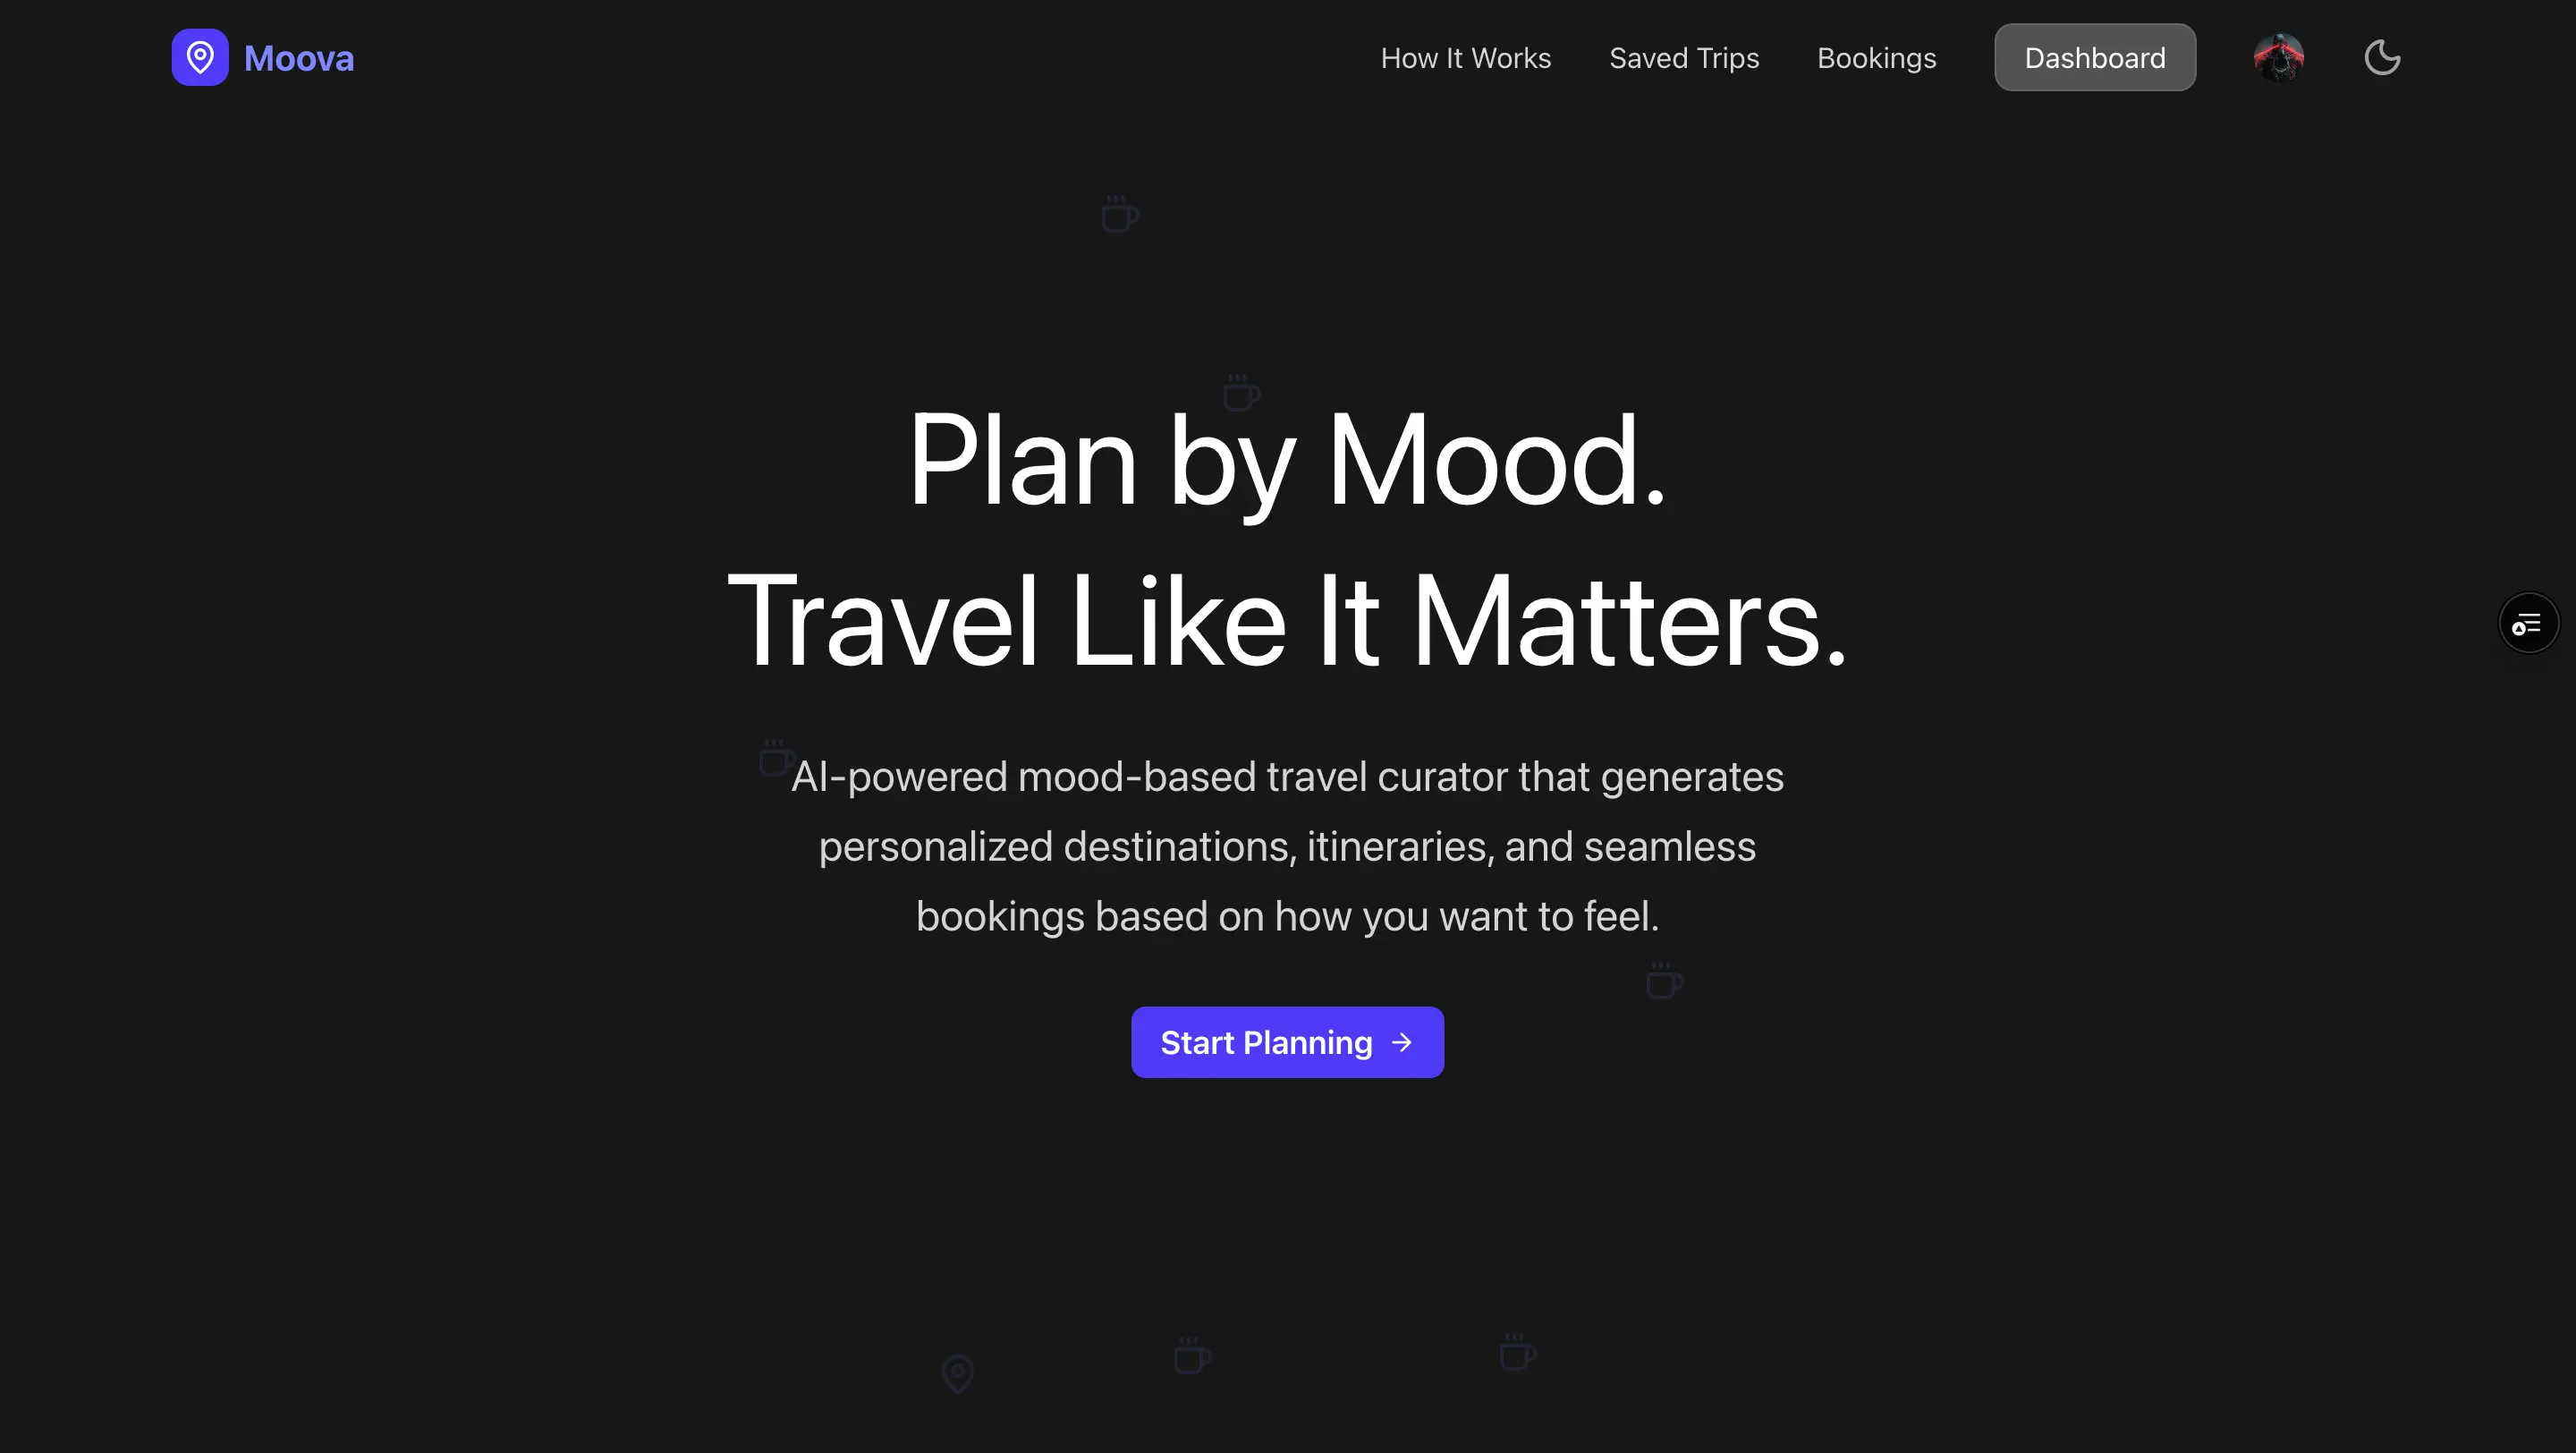 Moova
How It Works
Saved Trips
Bookings
Dashboard
Plan by Mood.
Travel Like It Matters.
AI-powered mood-based travel curator that generates
personalized destinations, itineraries, and seamless
bookings based on how you want to feel.
Start Planning →